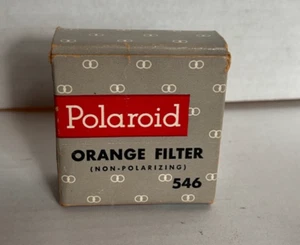 Polaroid
ORANGE FILTER
(NON-POLARIZING)
546